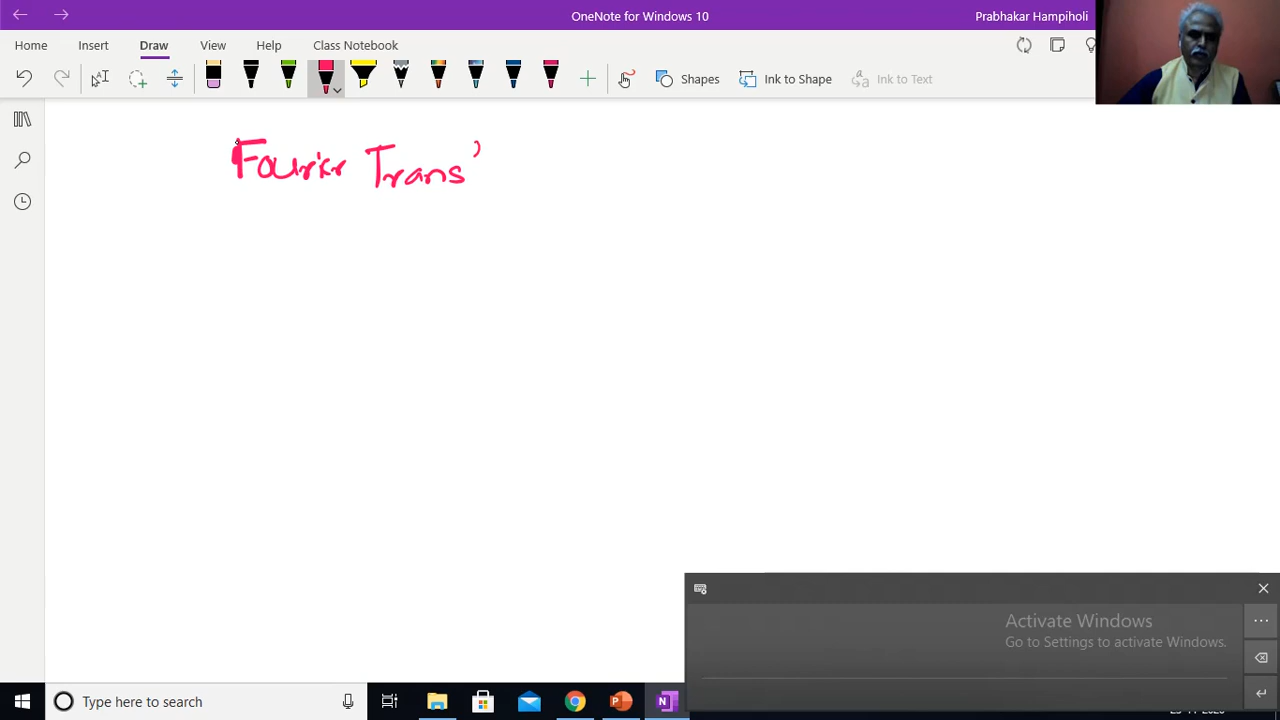 OneNote for Windows 10
Prabhakar Hampiholi
Home Insert Draw View Help Class Notebook
Shapes Ink to Shape Ink to Text
Fourier Trans'
Activate Windows
Go to Settings to activate Windows.
Type here to search